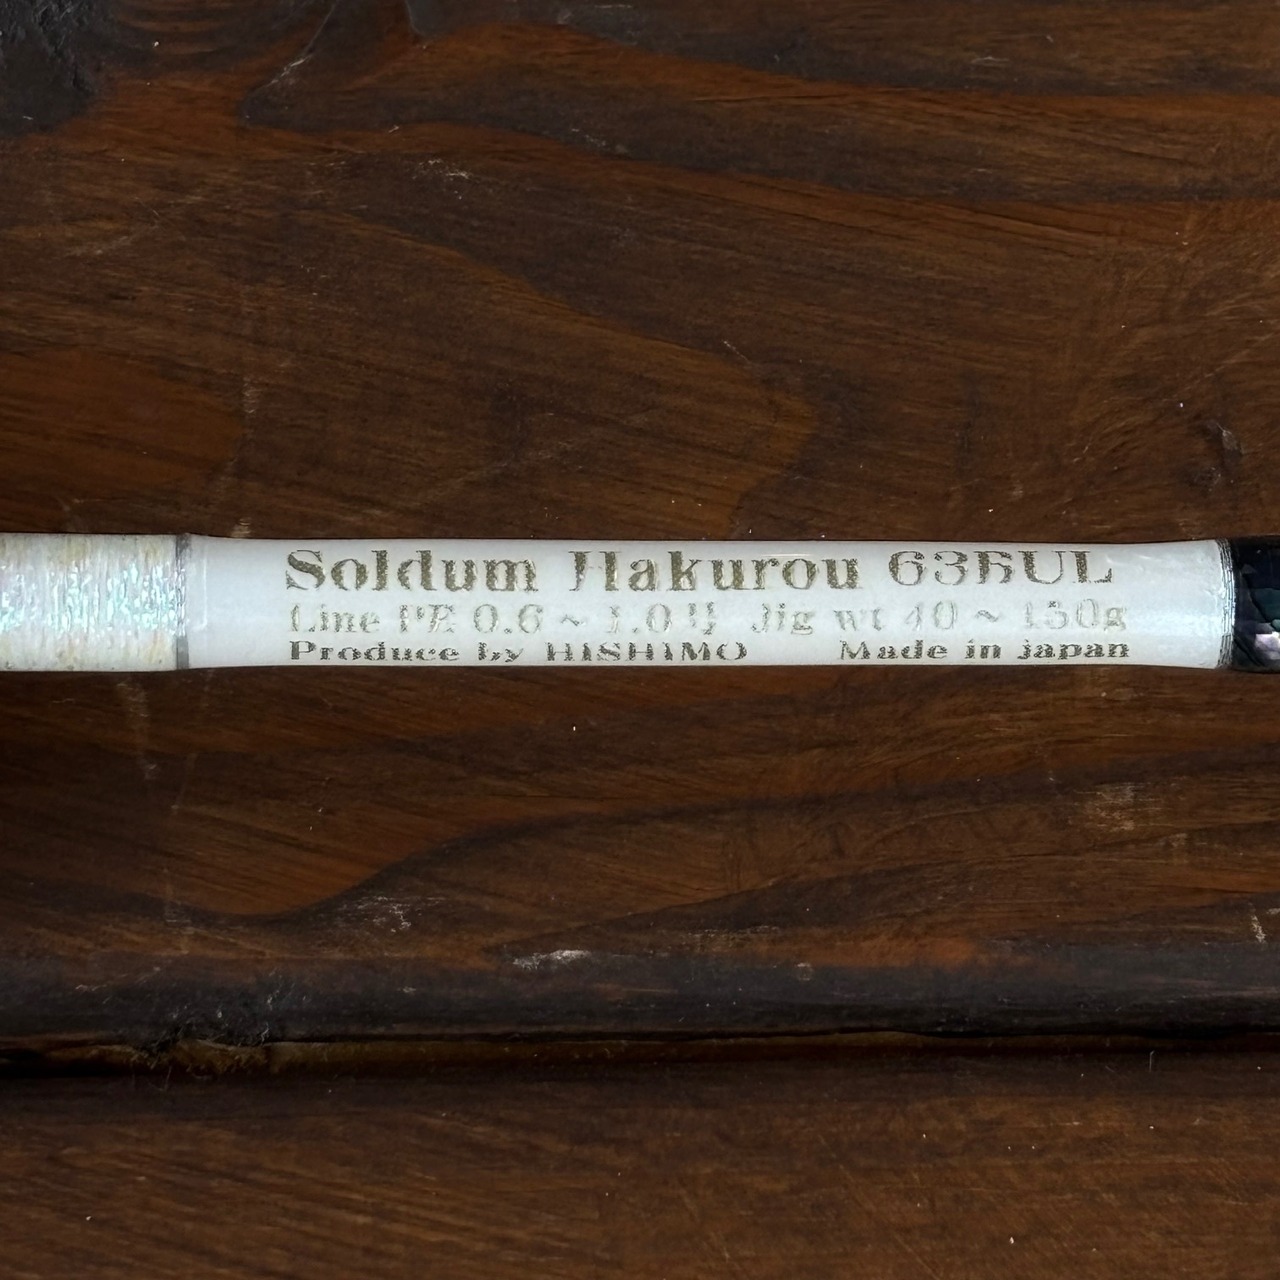 Soldum Hakurou 63BUL
Line PE 0.6 ~ 1.0号 Jig wt 40 ~ 150g
Produce by HISHIMO Made in japan